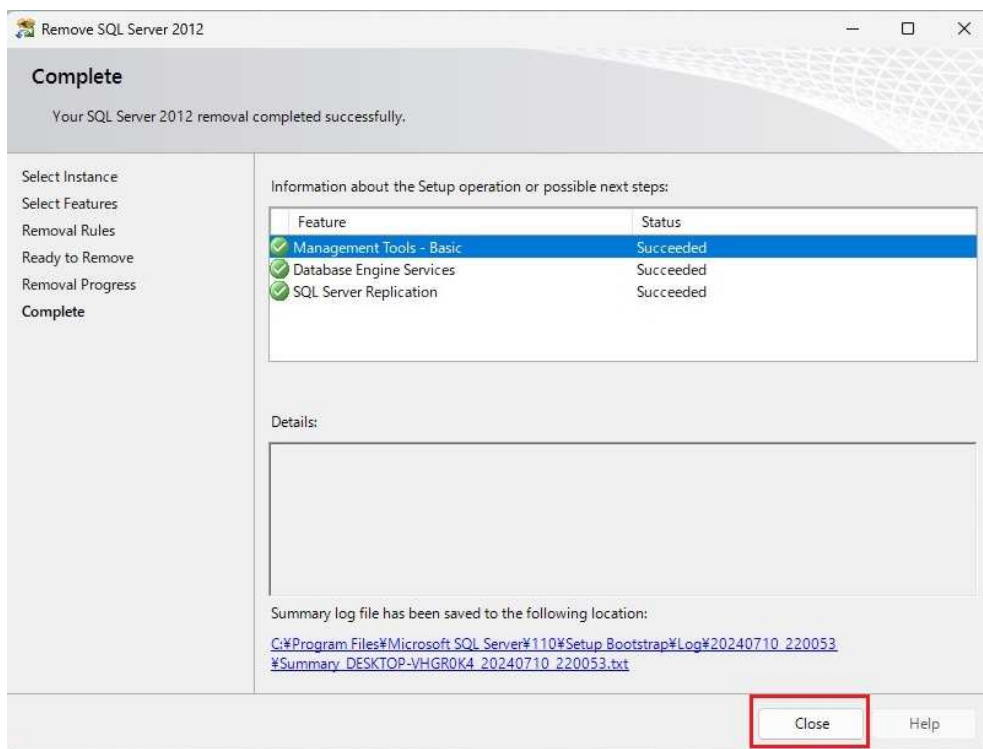 Remove SQL Server 2012
Complete
Your SQL Server 2012 removal completed successfully.
Select Instance
Select Features
Removal Rules
Ready to Remove
Removal Progress
Complete
Information about the Setup operation or possible next steps:
Feature Status
Management Tools - Basic Succeeded
Database Engine Services Succeeded
SQL Server Replication Succeeded
Details:
Summary log file has been saved to the following location:
C:¥Program Files¥Microsoft SQL Server¥110¥Setup Bootstrap¥Log¥20240710_220053
¥Summary_DESKTOP-VHGR0K4_20240710_220053.txt
Close Help